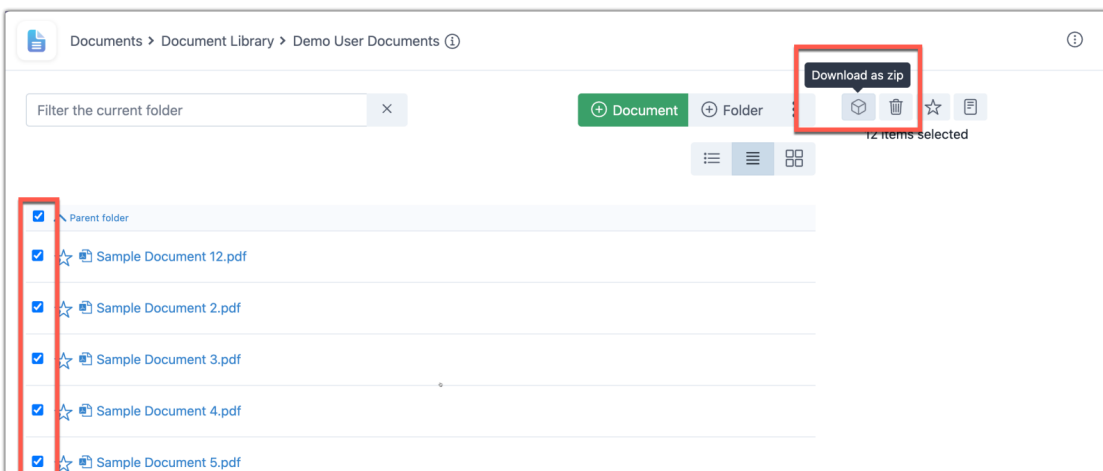 Documents > Document Library > Demo User Documents
Download as zip
Filter the current folder
Document
Folder
12 items selected
Parent folder
Sample Document 12.pdf
Sample Document 2.pdf
Sample Document 3.pdf
Sample Document 4.pdf
Sample Document 5.pdf